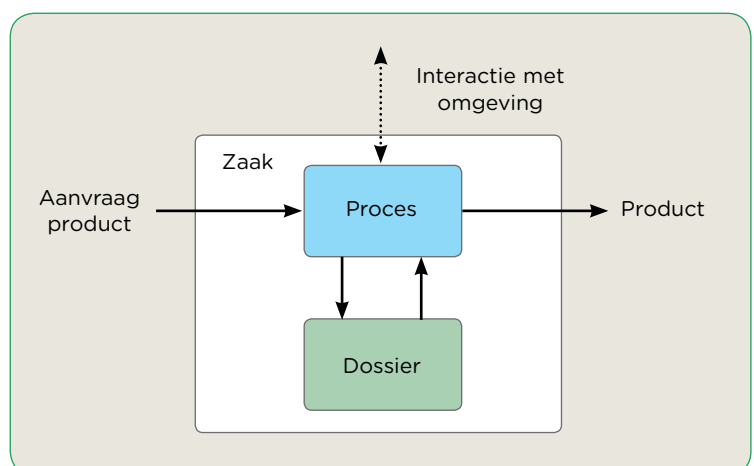 Interactie met
omgeving
Zaak
Aanvraag
product
Proces
Product
Dossier